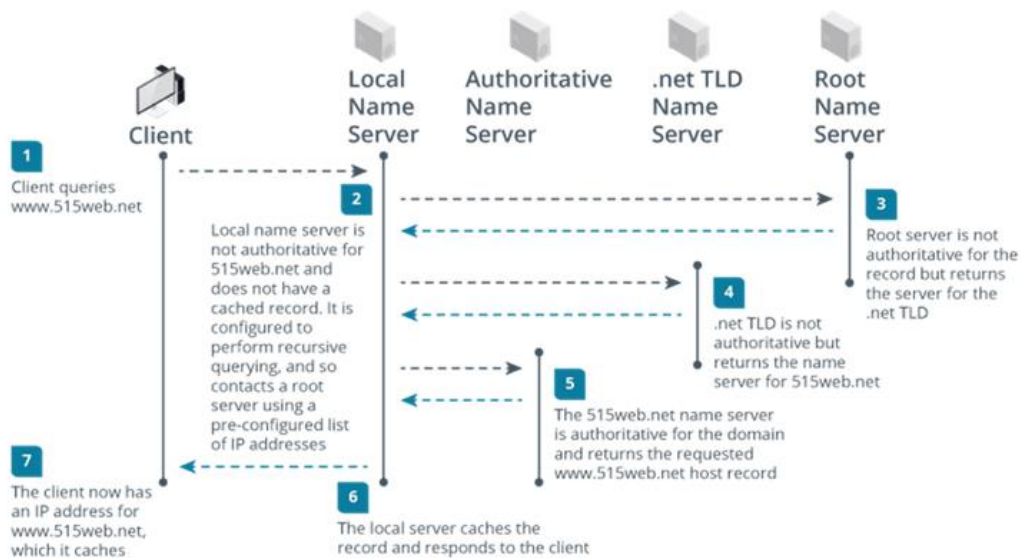 Client
Local
Name
Server
Authoritative
Name
Server
.net TLD
Name
Server
Root
Name
Server
1
Client queries
www.515web.net
2
Local name server is
not authoritative for
515web.net and
does not have a
cached record. It is
configured to
perform recursive
querying, and so
contacts a root
server using a
pre-configured list
of IP addresses
3
Root server is not
authoritative for the
record but returns
the server for the
.net TLD
4
.net TLD is not
authoritative but
returns the name
server for 515web.net
5
The 515web.net name server
is authoritative for the domain
and returns the requested
www.515web.net host record
6
The local server caches the
record and responds to the client
7
The client now has
an IP address for
www.515web.net,
which it caches